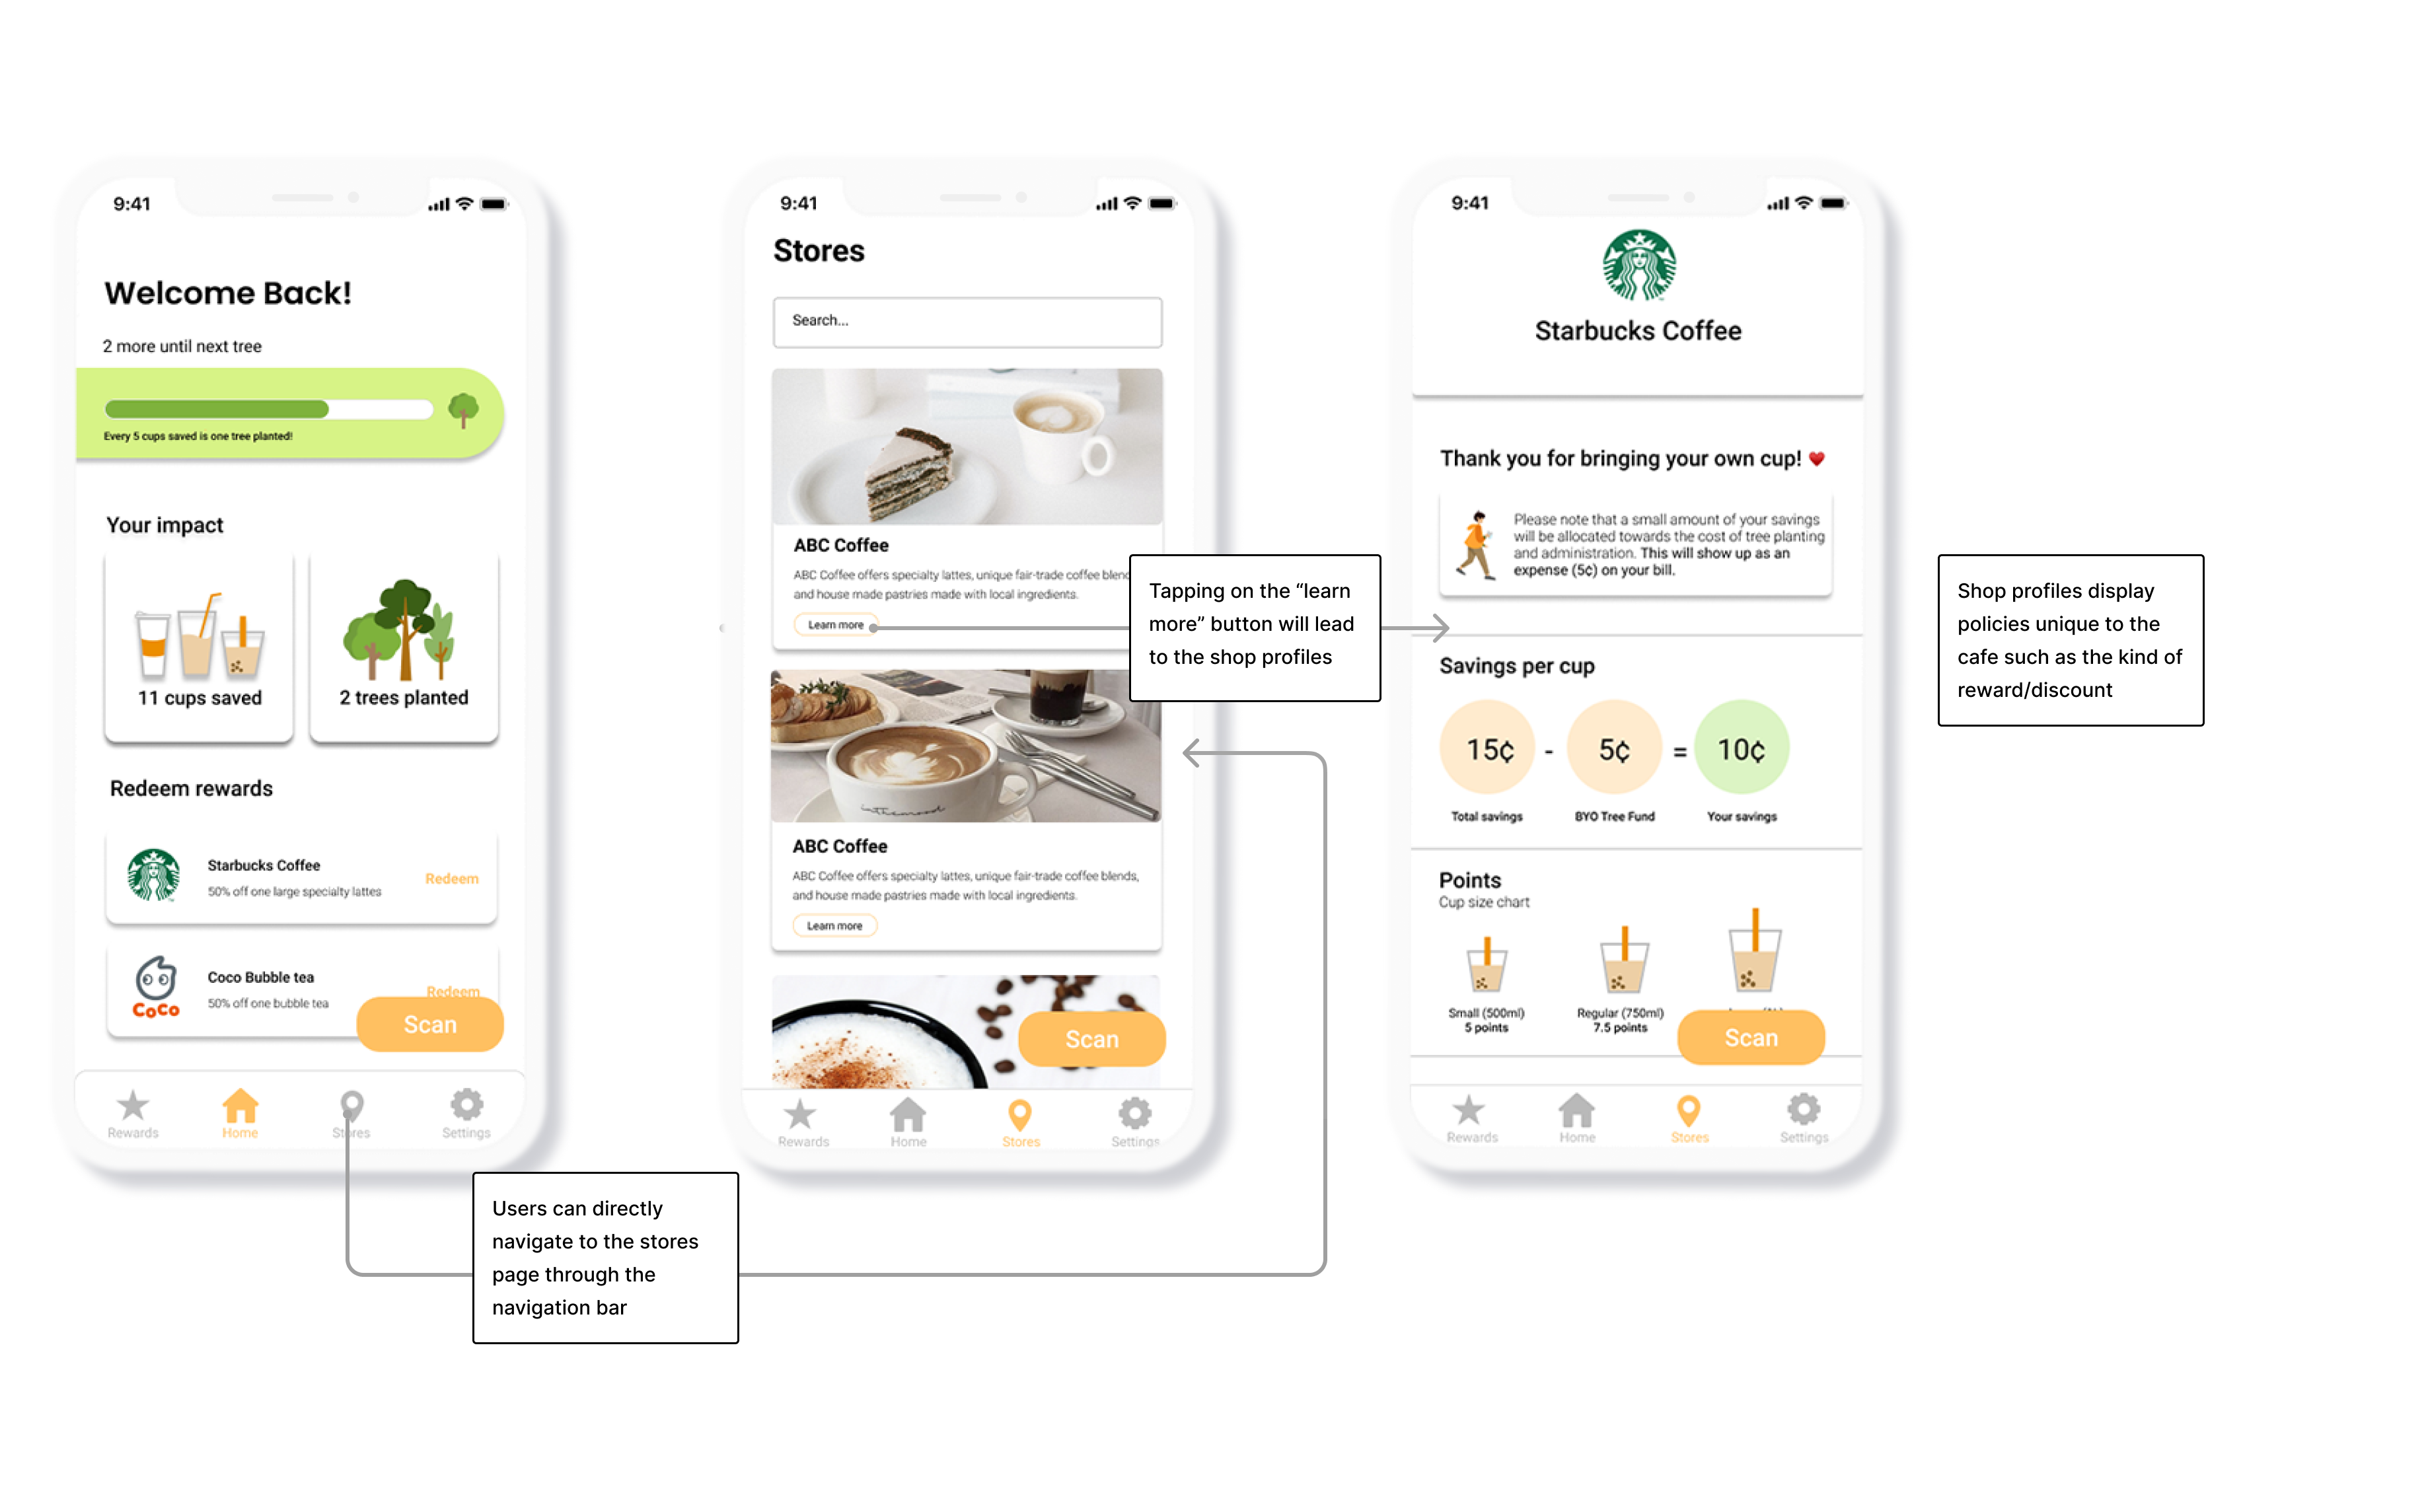 9:41
Welcome Back!
2 more until next tree
Every 5 cups saved is one tree planted!
Your impact
11 cups saved
2 trees planted
Redeem rewards
Starbucks Coffee
50% off one large specialty lattes
Redeem
CoCo
Coco Bubble tea
50% off one bubble tea
Redeem
Scan
Rewards
Home
Stores
Settings
Users can directly
navigate to the stores
page through the
navigation bar
9:41
Stores
Search...
ABC Coffee
ABC Coffee offers specialty lattes, unique fair-trade coffee blend
and house made pastries made with local ingredients.
Learn more
Tapping on the “learn
more” button will lead
to the shop profiles
ABC Coffee
ABC Coffee offers specialty lattes, unique fair-trade coffee blends,
and house made pastries made with local ingredients.
Learn more
Scan
Rewards
Home
Stores
Settings
9:41
Starbucks Coffee
Thank you for bringing your own cup! ♥
Please note that a small amount of your savings
will be allocated towards the cost of tree planting
and administration. This will show up as an
expense (5¢) on your bill.
Savings per cup
15¢ - 5¢ = 10¢
Total savings
BYO Tree Fund
Your savings
Points
Cup size chart
Small (500ml)
5 points
Regular (750ml)
7.5 points
Scan
Rewards
Home
Stores
Settings
Shop profiles display
policies unique to the
cafe such as the kind of
reward/discount